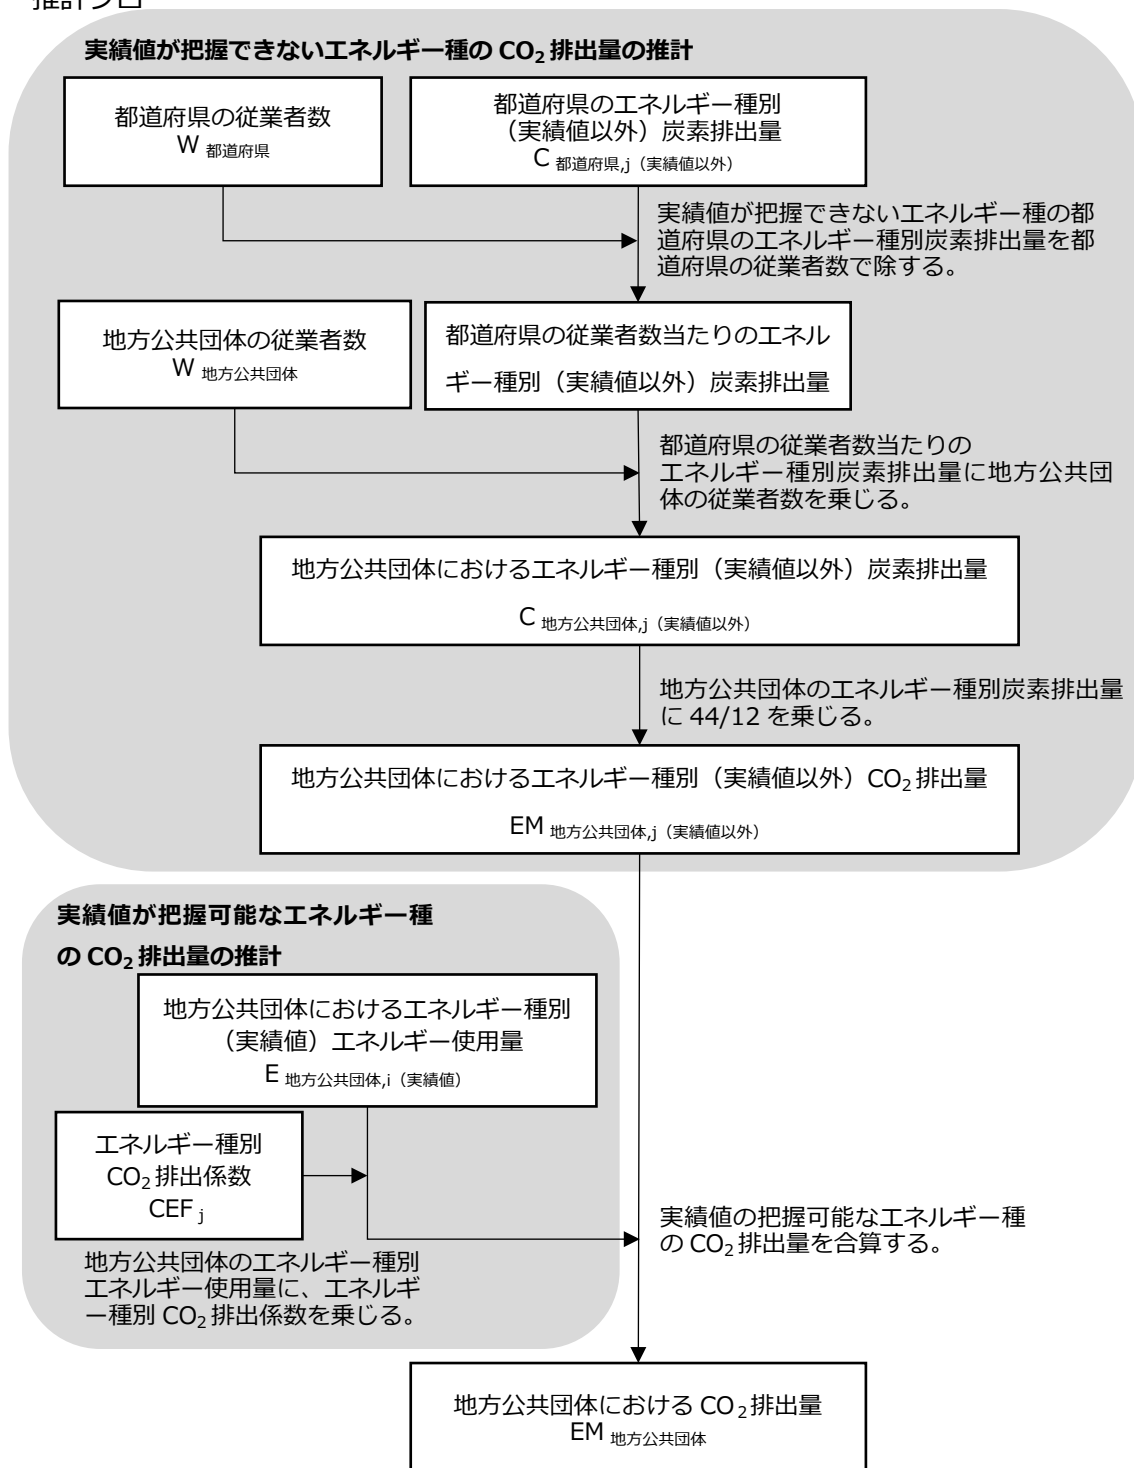 推計フロー
実績値が把握できないエネルギー種の CO₂ 排出量の推計
都道府県の従業者数
W 都道府県
都道府県のエネルギー種別
（実績値以外）炭素排出量
C 都道府県,j（実績値以外）
実績値が把握できないエネルギー種の都
道府県のエネルギー種別炭素排出量を都
道府県の従業者数で除する。
地方公共団体の従業者数
W 地方公共団体
都道府県の従業者数当たりのエネル
ギー種別（実績値以外）炭素排出量
都道府県の従業者数当たりの
エネルギー種別炭素排出量に地方公共団
体の従業者数を乗じる。
地方公共団体におけるエネルギー種別（実績値以外）炭素排出量
C 地方公共団体,j（実績値以外）
地方公共団体のエネルギー種別炭素排出量
に 44/12 を乗じる。
地方公共団体におけるエネルギー種別（実績値以外）CO₂ 排出量
EM 地方公共団体,j（実績値以外）
実績値が把握可能なエネルギー種
の CO₂ 排出量の推計
地方公共団体におけるエネルギー種別
（実績値）エネルギー使用量
E 地方公共団体,i（実績値）
エネルギー種別
CO₂ 排出係数
CEF j
地方公共団体のエネルギー種別
エネルギー使用量に、エネルギ
ー種別 CO₂ 排出係数を乗じる。
実績値の把握可能なエネルギー種
の CO₂ 排出量を合算する。
地方公共団体における CO₂ 排出量
EM 地方公共団体